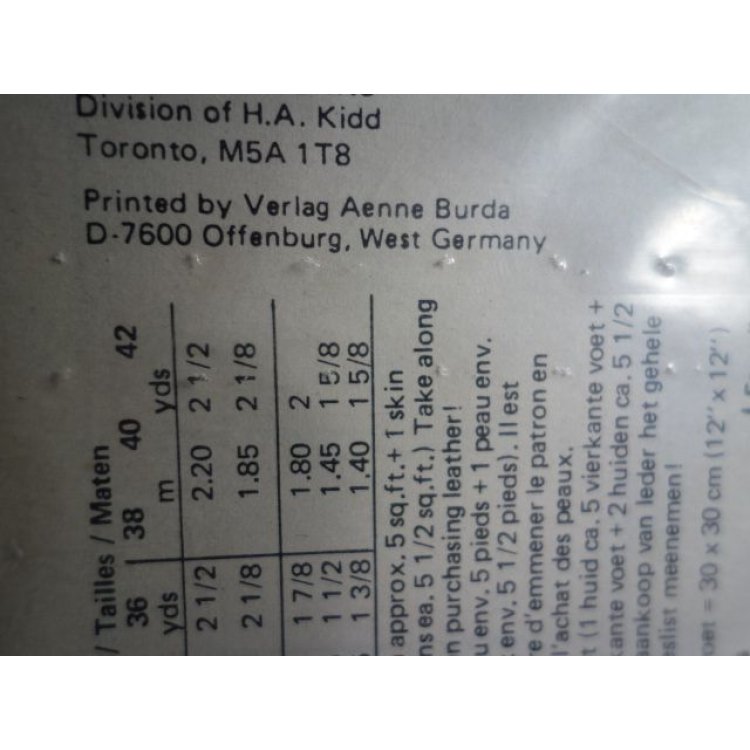 Division of H.A. Kidd
Toronto, M5A 1T8
Printed by Verlag Aenne Burda
D-7600 Offenburg, West Germany
/ Tailles / Maten
36 38 40 42
yds m yds
2 1/2 2.20 2 1/2
2 1/8 1.85 2 1/8
1 7/8 1.80 2
1 1/2 1.45 1 5/8
1 3/8 1.40 1 5/8
approx. 5 sq.ft. + 1 skin
ns ea. 5 1/2 sq.ft.) Take along
n purchasing leather!
u env. 5 pieds + 1 peau env.
env. 5 1/2 pieds). Il est
e d'emmener le patron en
l'achat des peaux.
t (1 huid ca. 5 vierkante voet +
kante voet + 2 huiden ca. 5 1/2
aankoop van leder het gehele
eslist meenemen!
voet = 30 x 30 cm (12" x 12")